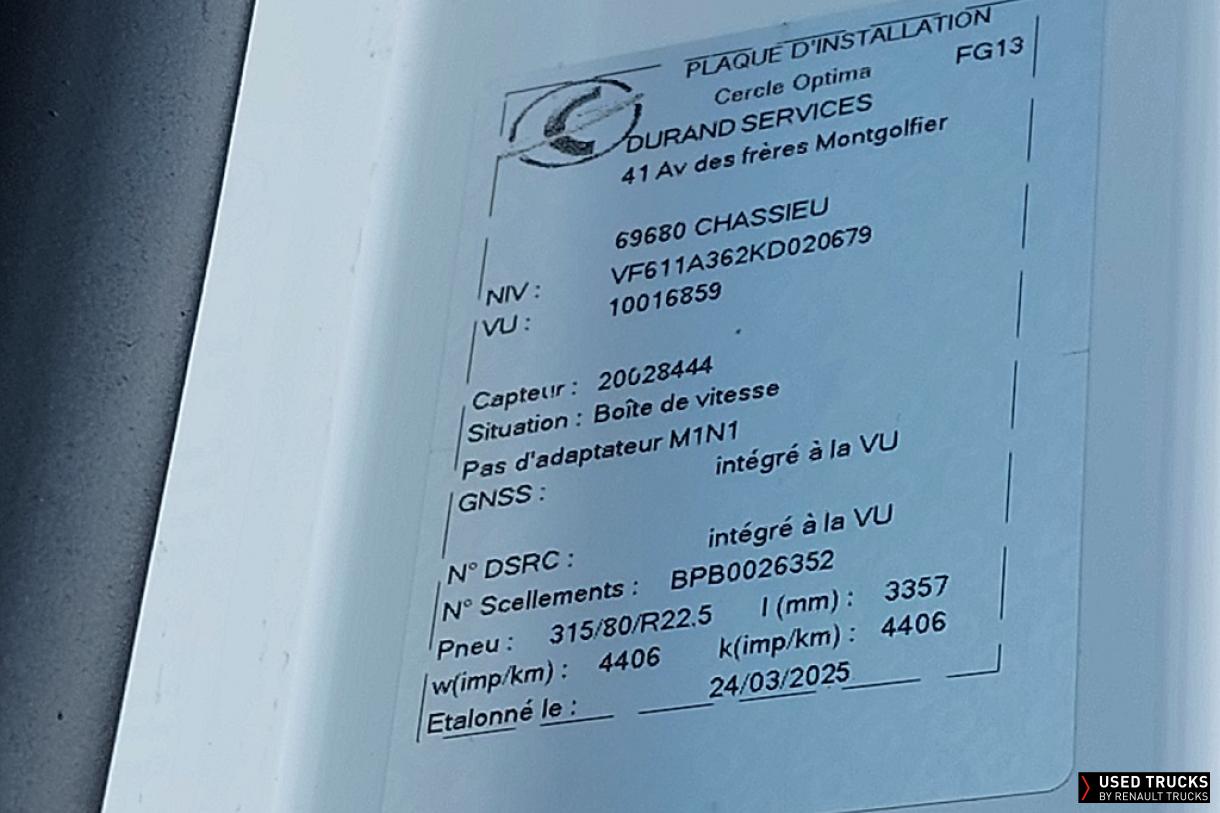 PLAQUE D'INSTALLATION
Cercle Optima FG13
DURAND SERVICES
41 Av des frères Montgolfier
69680 CHASSIEU
NIV : VF611A362KD020679
VU : 10016859
Capteur : 20028444
Situation : Boîte de vitesse
Pas d'adaptateur M1N1
GNSS : intégré à la VU
N° DSRC : intégré à la VU
N° Scellements : BPB0026352
Pneu : 315/80/R22.5 l (mm) : 3357
w(imp/km) : 4406 k(imp/km) : 4406
Etalonné le : 24/03/2025
USED TRUCKS
BY RENAULT TRUCKS